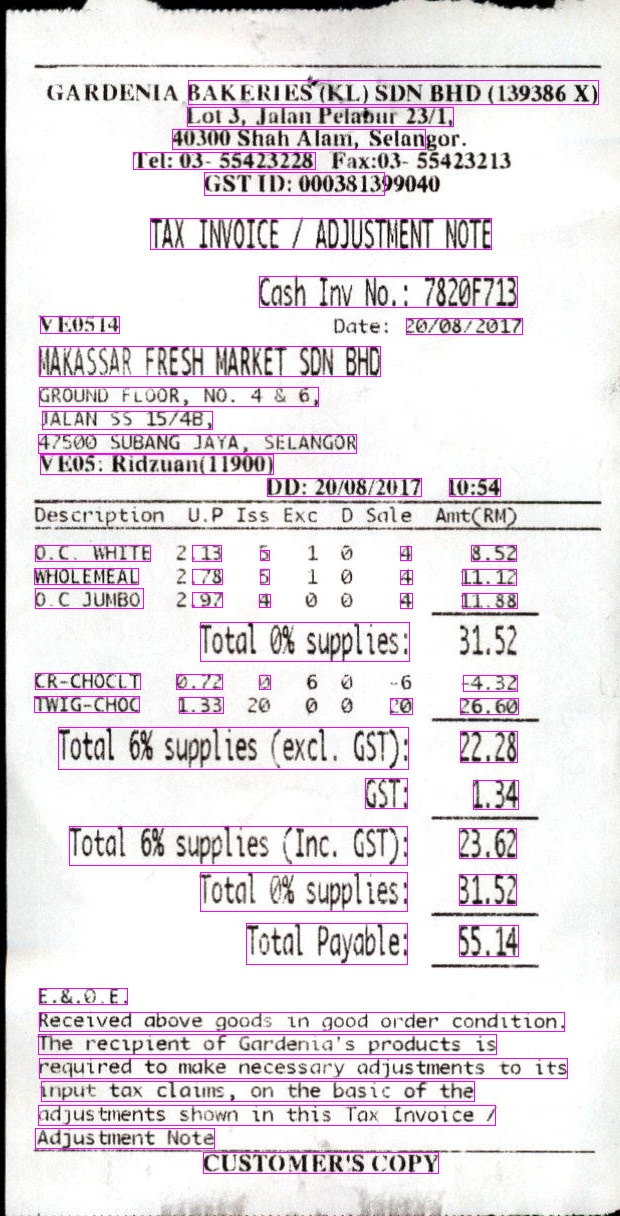 GARDENIA BAKERIES (KL) SDN BHD (139386 X)
Lot 3, Jalan Pelabur 23/1,
40300 Shah Alam, Selangor.
Tel: 03- 55423228 Fax:03- 55423213
GST ID: 000381399040
TAX INVOICE / ADJUSTMENT NOTE
Cash Inv No.: 7820F713
VE0514 Date: 20/08/2017
MAKASSAR FRESH MARKET SDN BHD
GROUND FLOOR, NO. 4 & 6,
JALAN SS 15/4B,
47500 SUBANG JAYA, SELANGOR
VE05: Ridzuan(11900)
DD: 20/08/2017 10:54
Description U.P Iss Exc D Sale Amt(RM)
O.C. WHITE 2.13 5 1 0 4 8.52
WHOLEMEAL 2.78 5 1 0 4 11.12
O.C JUMBO 2.97 4 0 0 4 11.88
Total 0% supplies: 31.52
CR-CHOCLT 0.72 0 6 0 -6 -4.32
TWIG-CHOC 1.33 20 0 0 20 26.60
Total 6% supplies (excl. GST): 22.28
GST: 1.34
Total 6% supplies (Inc. GST): 23.62
Total 0% supplies: 31.52
Total Payable: 55.14
E.&.O.E.
Received above goods in good order condition.
The recipient of Gardenia's products is
required to make necessary adjustments to its
input tax claims, on the basic of the
adjustments shown in this Tax Invoice /
Adjustment Note
CUSTOMER'S COPY